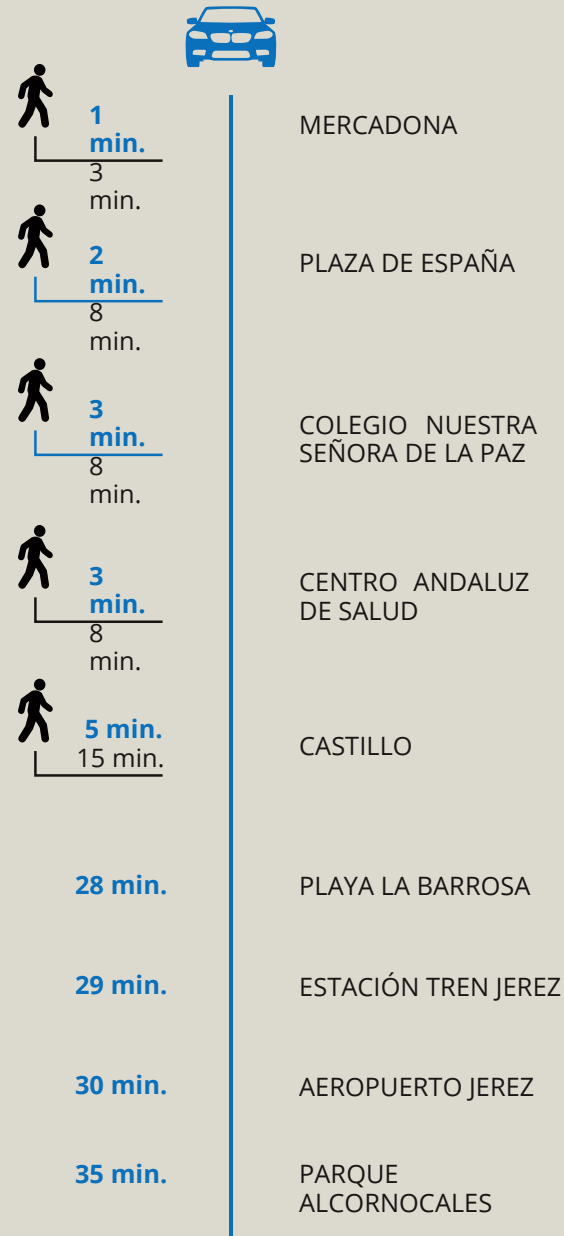 1
min.
3
min.
MERCADONA
2
min.
8
min.
PLAZA DE ESPAÑA
3
min.
8
min.
COLEGIO NUESTRA
SEÑORA DE LA PAZ
3
min.
8
min.
CENTRO ANDALUZ
DE SALUD
5 min.
15 min.
CASTILLO
28 min.
PLAYA LA BARROSA
29 min.
ESTACIÓN TREN JEREZ
30 min.
AEROPUERTO JEREZ
35 min.
PARQUE
ALCORNOCALES